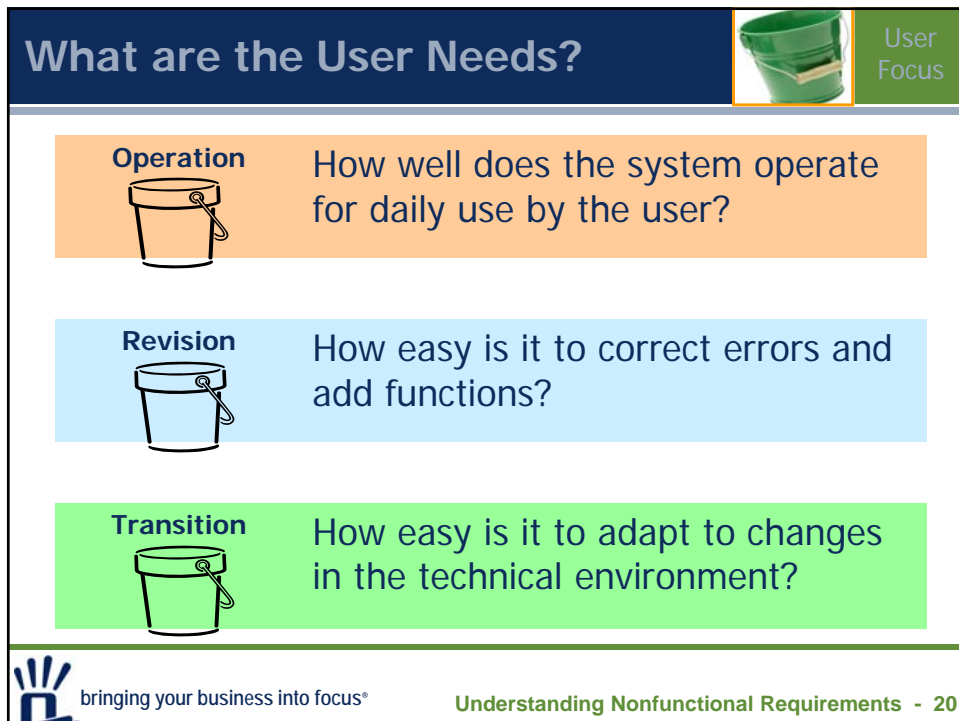 What are the User Needs?
User
Focus
Operation
How well does the system operate
for daily use by the user?
Revision
How easy is it to correct errors and
add functions?
Transition
How easy is it to adapt to changes
in the technical environment?
bringing your business into focus®
Understanding Nonfunctional Requirements - 20